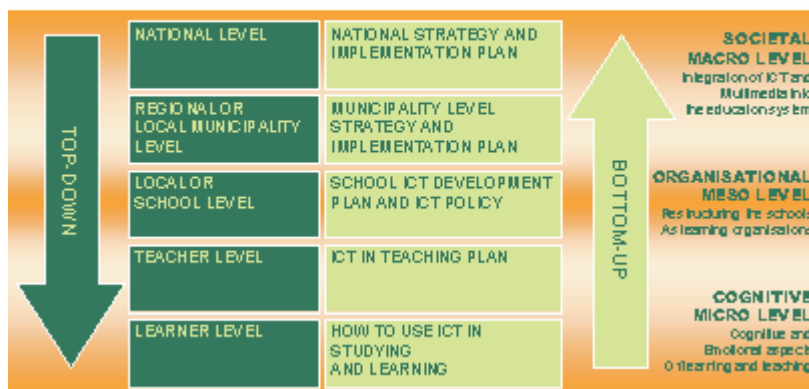 TOP-DOWN
NATIONAL LEVEL
NATIONAL STRATEGY AND
IMPLEMENTATION PLAN
REGIONAL OR
LOCAL MUNICIPALITY
LEVEL
MUNICIPALITY LEVEL
STRATEGY AND
IMPLEMENTATION PLAN
LOCAL OR
SCHOOL LEVEL
SCHOOL ICT DEVELOPMENT
PLAN AND ICT POLICY
TEACHER LEVEL
ICT IN TEACHING PLAN
LEARNER LEVEL
HOW TO USE ICT IN
STUDYING
AND LEARNING
BOTTOM-UP
SOCIETAL
MACRO LEVEL
Integration of ICT and
Multimedia into
the education system
ORGANISATIONAL
MESO LEVEL
Restructuring the schools
As learning organisations
COGNITIVE
MICRO LEVEL
Cognitive and
Emotional aspects
Of learning and teaching